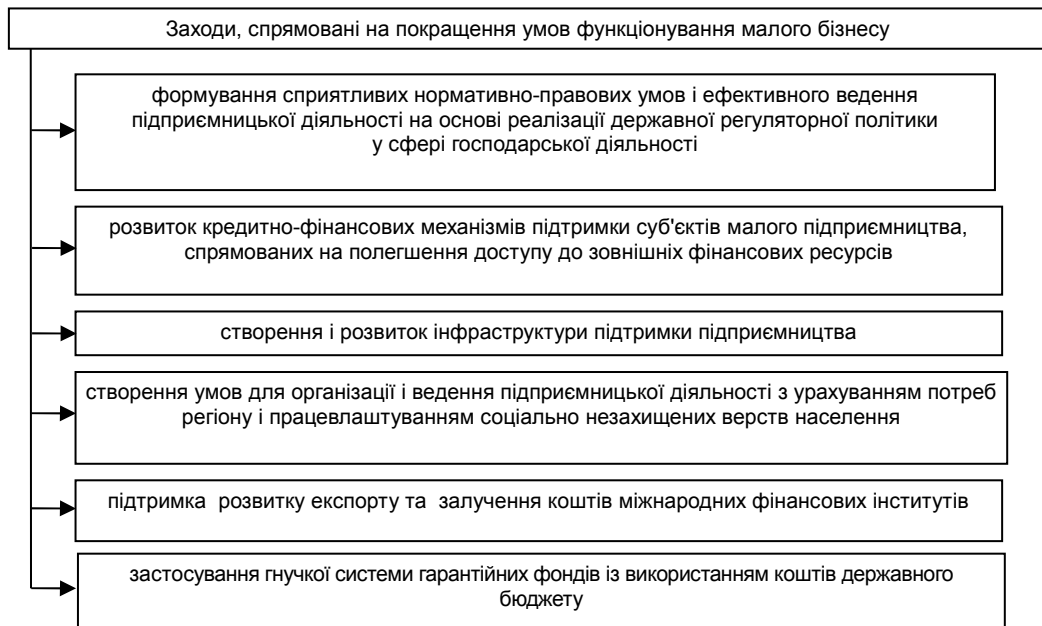 Заходи, спрямовані на покращення умов функціонування малого бізнесу
формування сприятливих нормативно-правових умов і ефективного ведення
підприємницької діяльності на основі реалізації державної регуляторної політики
у сфері господарської діяльності
розвиток кредитно-фінансових механізмів підтримки суб'єктів малого підприємництва,
спрямованих на полегшення доступу до зовнішніх фінансових ресурсів
створення і розвиток інфраструктури підтримки підприємництва
створення умов для організації і ведення підприємницької діяльності з урахуванням потреб
регіону і працевлаштуванням соціально незахищених верств населення
підтримка розвитку експорту та залучення коштів міжнародних фінансових інститутів
застосування гнучкої системи гарантійних фондів із використанням коштів державного
бюджету